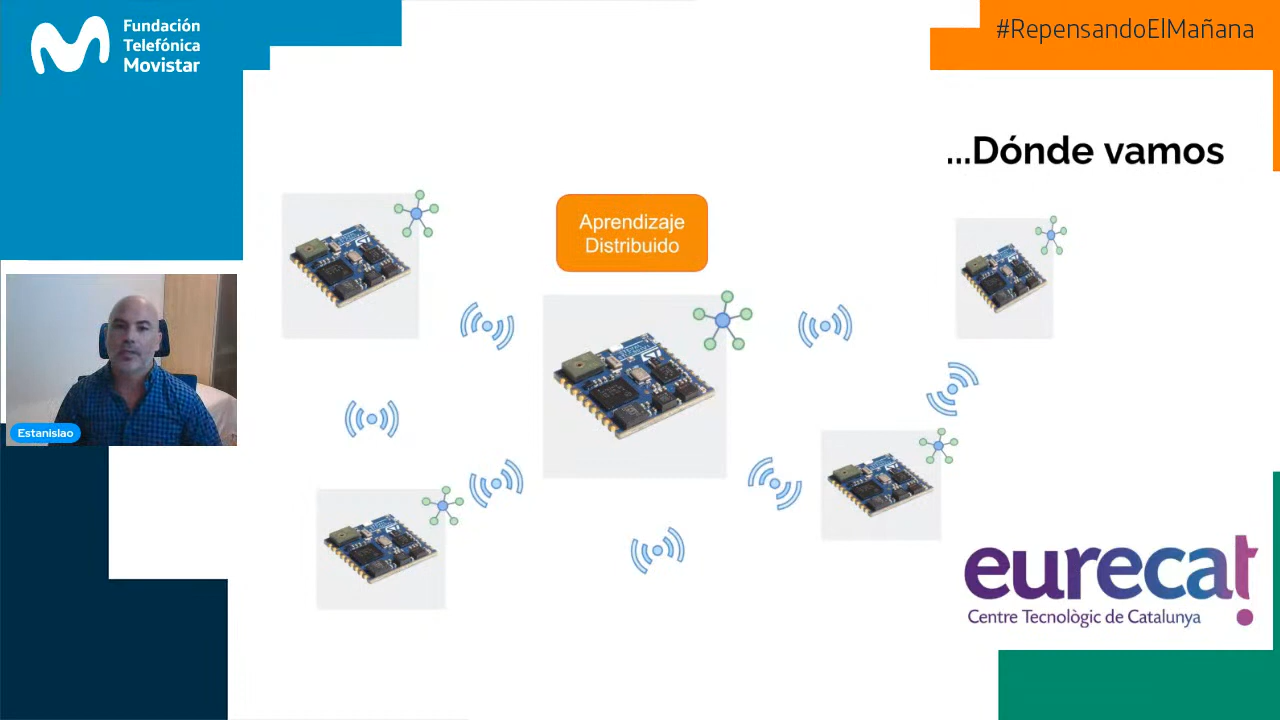 Fundación
Telefónica
Movistar
#RepensandoElMañana
...Dónde vamos
Aprendizaje
Distribuido
Estanislao
eurecat
Centre Tecnològic de Catalunya